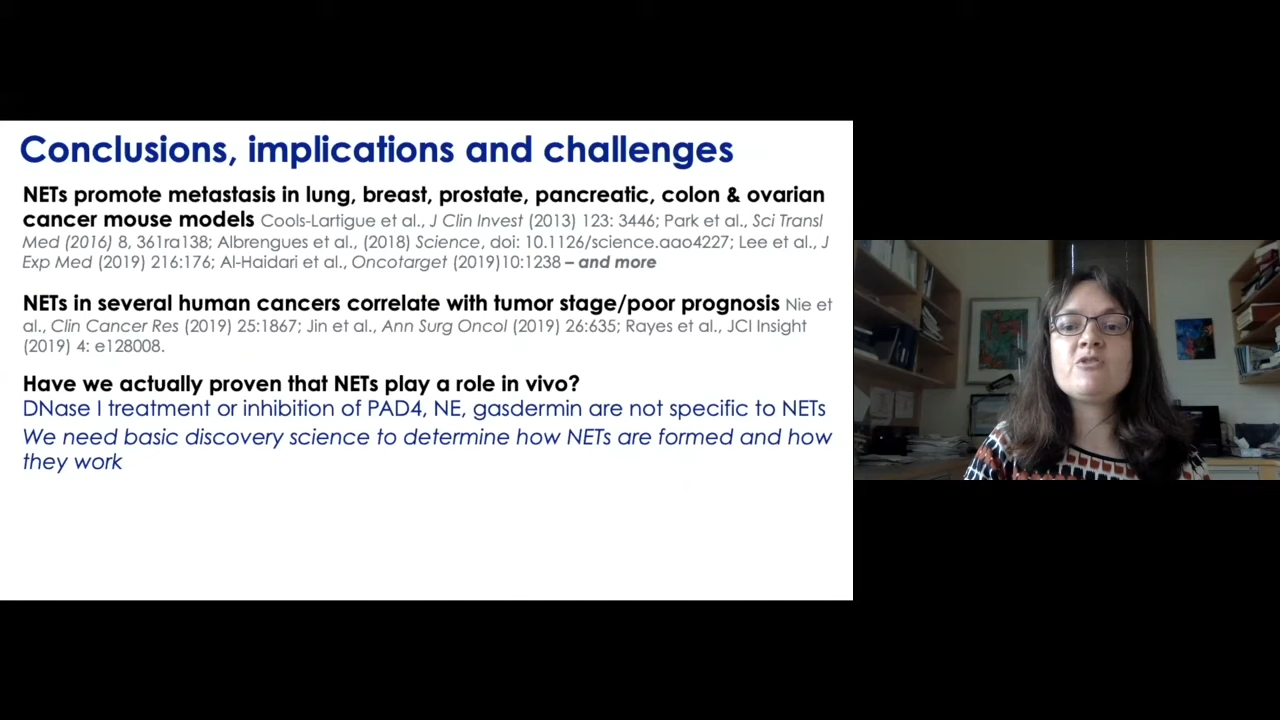 Conclusions, implications and challenges
NETs promote metastasis in lung, breast, prostate, pancreatic, colon & ovarian
cancer mouse models Cools-Lartigue et al., J Clin Invest (2013) 123: 3446; Park et al., Sci Transl
Med (2016) 8, 361ra138; Albrengues et al., (2018) Science, doi: 10.1126/science.aao4227; Lee et al., J
Exp Med (2019) 216:176; Al-Haidari et al., Oncotarget (2019)10:1238 – and more
NETs in several human cancers correlate with tumor stage/poor prognosis Nie et
al., Clin Cancer Res (2019) 25:1867; Jin et al., Ann Surg Oncol (2019) 26:635; Rayes et al., JCI Insight
(2019) 4: e128008.
Have we actually proven that NETs play a role in vivo?
DNase I treatment or inhibition of PAD4, NE, gasdermin are not specific to NETs
We need basic discovery science to determine how NETs are formed and how
they work